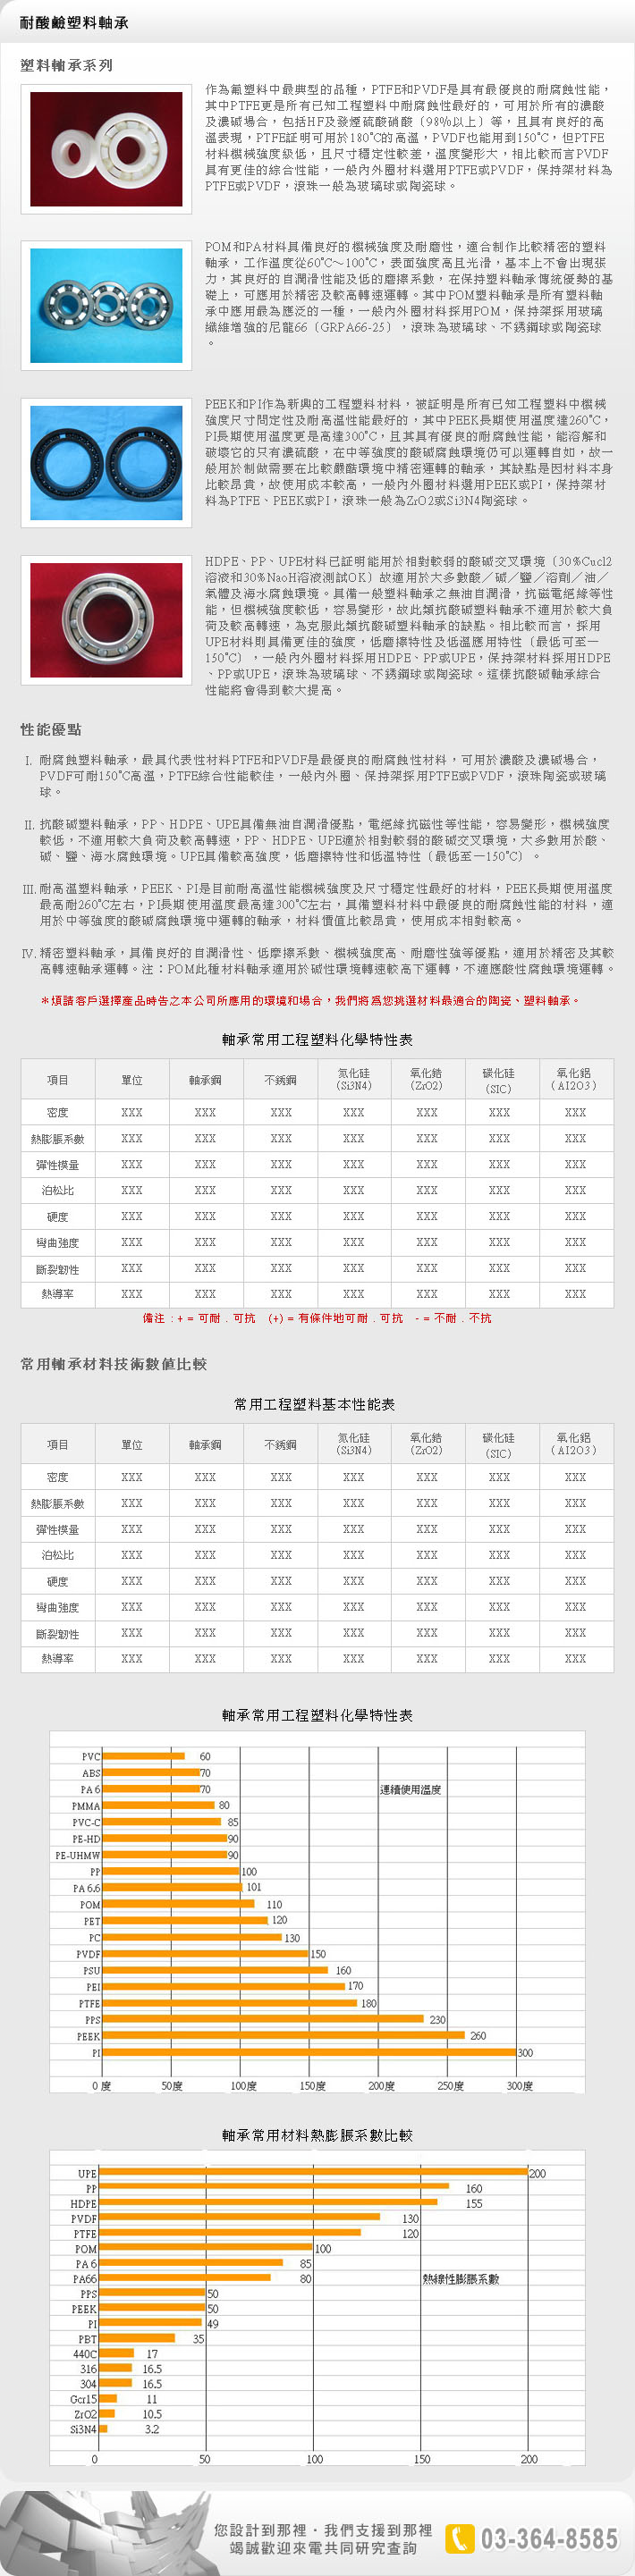 耐酸鹼塑料軸承
塑料軸承系列
作為氟塑料中最典型的品種，PTFE和PVDF是具有最優良的耐腐蝕性能，
其中PTFE更是所有已知工程塑料中耐腐蝕性最好的，可用於所有的濃酸
及濃碱場合，包括HF及發煙硫酸硝酸〔98%以上〕等，且具有良好的高
溫表現，PTFE証明可用於180°C的高溫，PVDF也能用到150°C，但PTFE
材料機械強度級低，且尺寸穩定性較差，溫度變形大，相比較而言PVDF
具有更佳的綜合性能，一般內外圈材料選用PTFE或PVDF，保持架材料為
PTFE或PVDF，滾珠一般為玻璃球或陶瓷球。
POM和PA材料具備良好的機械強度及耐磨性，適合制作比較精密的塑料
軸承，工作溫度從60°C～100°C，表面強度高且光滑，基本上不會出現張
力，其良好的自潤滑性能及低的磨擦系數，在保持塑料軸承傳統優勢的基
礎上，可應用於精密及較高轉速運轉。其中POM塑料軸承是所有塑料軸
承中應用最為應泛的一種，一般內外圈材料採用POM，保持架採用玻璃
纖維增強的尼龍66〔GRPA66-25〕，滾珠為玻璃球、不銹鋼球或陶瓷球
。
PEEK和PI作為新興的工程塑料材料，被証明是所有已知工程塑料中機械
強度尺寸問定性及耐高溫性能最好的，其中PEEK長期使用溫度達260°C，
PI長期使用溫度更是高達300°C，且其具有優良的耐腐蝕性能，能溶解和
破壞它的只有濃硫酸，在中等強度的酸碱腐蝕環境仍可以運轉自如，故一
般用於制做需要在比較嚴酷環境中精密運轉的軸承，其缺點是因材料本身
比較昂貴，故使用成本較高，一般內外圈材料選用PEEK或PI，保持架材
料為PTFE、PEEK或PI，滾珠一般為ZrO2或Si3N4陶瓷球。
HDPE、PP、UPE材料已証明能用於相對較弱的酸碱交叉環境〔30%Cucl2
溶液和30%NaoH溶液測試OK〕故適用於大多數酸／碱／鹽／溶劑／油／
氣體及海水腐蝕環境。具備一般塑料軸承之無油自潤滑，抗磁電絕緣等性
能，但機械強度較低，容易變形，故此類抗酸碱塑料軸承不適用於較大負
荷及較高轉速，為克服此類抗酸碱塑料軸承的缺點。相比較而言，採用
UPE材料則具備更佳的強度，低磨擦特性及低溫應用特性〔最低可至一
150°C〕，一般內外圈材料採用HDPE、PP或UPE，保持架材料採用HDPE
、PP或UPE，滾珠為玻璃球、不銹鋼球或陶瓷球。這樣抗酸碱軸承綜合
性能將會得到較大提高。
性能優點
I. 耐腐蝕塑料軸承，最具代表性材料PTFE和PVDF是最優良的耐腐蝕性材料，可用於濃酸及濃碱場合，
PVDF可耐150°C高溫，PTFE綜合性能較佳，一般內外圈、保持架採用PTFE或PVDF，滾珠陶瓷或玻璃
球。
II. 抗酸碱塑料軸承，PP、HDPE、UPE具備無油自潤滑優點，電絕緣抗磁性等性能，容易變形，機械強度
較低，不適用較大負荷及較高轉速，PP、HDPE、UPE適於相對較弱的酸碱交叉環境，大多數用於酸、
碱、鹽、海水腐蝕環境。UPE具備較高強度，低磨擦特性和低溫特性〔最低至一150°C〕。
III. 耐高溫塑料軸承，PEEK、PI是目前耐高溫性能機械強度及尺寸穩定性最好的材料，PEEK長期使用溫度
最高耐260°C左右，PI長期使用溫度最高達300°C左右，具備塑料材料中最優良的耐腐蝕性能的材料，適
用於中等強度的酸碱腐蝕環境中運轉的軸承，材料價值比較昂貴，使用成本相對較高。
IV. 精密塑料軸承，具備良好的自潤滑性、低摩擦系數、機械強度高、耐磨性強等優點，適用於精密及其較
高轉速軸承運轉。注：POM此種材料軸承適用於碱性環境轉速較高下運轉，不適應酸性腐蝕環境運轉。
＊煩請客戶選擇產品時告之本公司所應用的環境和場合，我們將爲您挑選材料最適合的陶瓷、塑料軸承。
軸承常用工程塑料化學特性表
項目 單位 軸承鋼 不銹鋼 氮化硅（Si3N4） 氧化鋯（ZrO2） 碳化硅（SIC） 氧化鋁（AI2O3）
密度 XXX XXX XXX XXX XXX XXX XXX
熱膨脹系數 XXX XXX XXX XXX XXX XXX XXX
彈性模量 XXX XXX XXX XXX XXX XXX XXX
泊松比 XXX XXX XXX XXX XXX XXX XXX
硬度 XXX XXX XXX XXX XXX XXX XXX
彎曲強度 XXX XXX XXX XXX XXX XXX XXX
斷裂韌性 XXX XXX XXX XXX XXX XXX XXX
熱導率 XXX XXX XXX XXX XXX XXX XXX
備注：+ = 可耐．可抗 (+) = 有條件地可耐．可抗 - = 不耐．不抗
常用軸承材料技術數值比較
常用工程塑料基本性能表
項目 單位 軸承鋼 不銹鋼 氮化硅（Si3N4） 氧化鋯（ZrO2） 碳化硅（SIC） 氧化鋁（AI2O3）
密度 XXX XXX XXX XXX XXX XXX XXX
熱膨脹系數 XXX XXX XXX XXX XXX XXX XXX
彈性模量 XXX XXX XXX XXX XXX XXX XXX
泊松比 XXX XXX XXX XXX XXX XXX XXX
硬度 XXX XXX XXX XXX XXX XXX XXX
彎曲強度 XXX XXX XXX XXX XXX XXX XXX
斷裂韌性 XXX XXX XXX XXX XXX XXX XXX
熱導率 XXX XXX XXX XXX XXX XXX XXX
軸承常用工程塑料化學特性表
PVC 60
ABS 70
PA 6 70 連續使用溫度
PMMA 80
PVC-C 85
PE-HD 90
PE-UHMW 90
PP 100
PA 6.6 101
POM 110
PET 120
PC 130
PVDF 150
PSU 160
PEI 170
PTFE 180
PPS 230
PEEK 260
PI 300
0 度 50度 100度 150度 200度 250度 300度
軸承常用材料熱膨脹系數比較
UPE 200
PP 160
HDPE 155
PVDF 130
PTFE 120
POM 100
PA 6 85
PA66 80 熱線性膨脹系數
PPS 50
PEEK 50
PI 49
PBT 35
440C 17
316 16.5
304 16.5
Gcr15 11
ZrO2 10.5
Si3N4 3.2
0 50 100 150 200
您設計到那裡・我們支援到那裡
竭誠歡迎來電共同研究查詢
03-364-8585